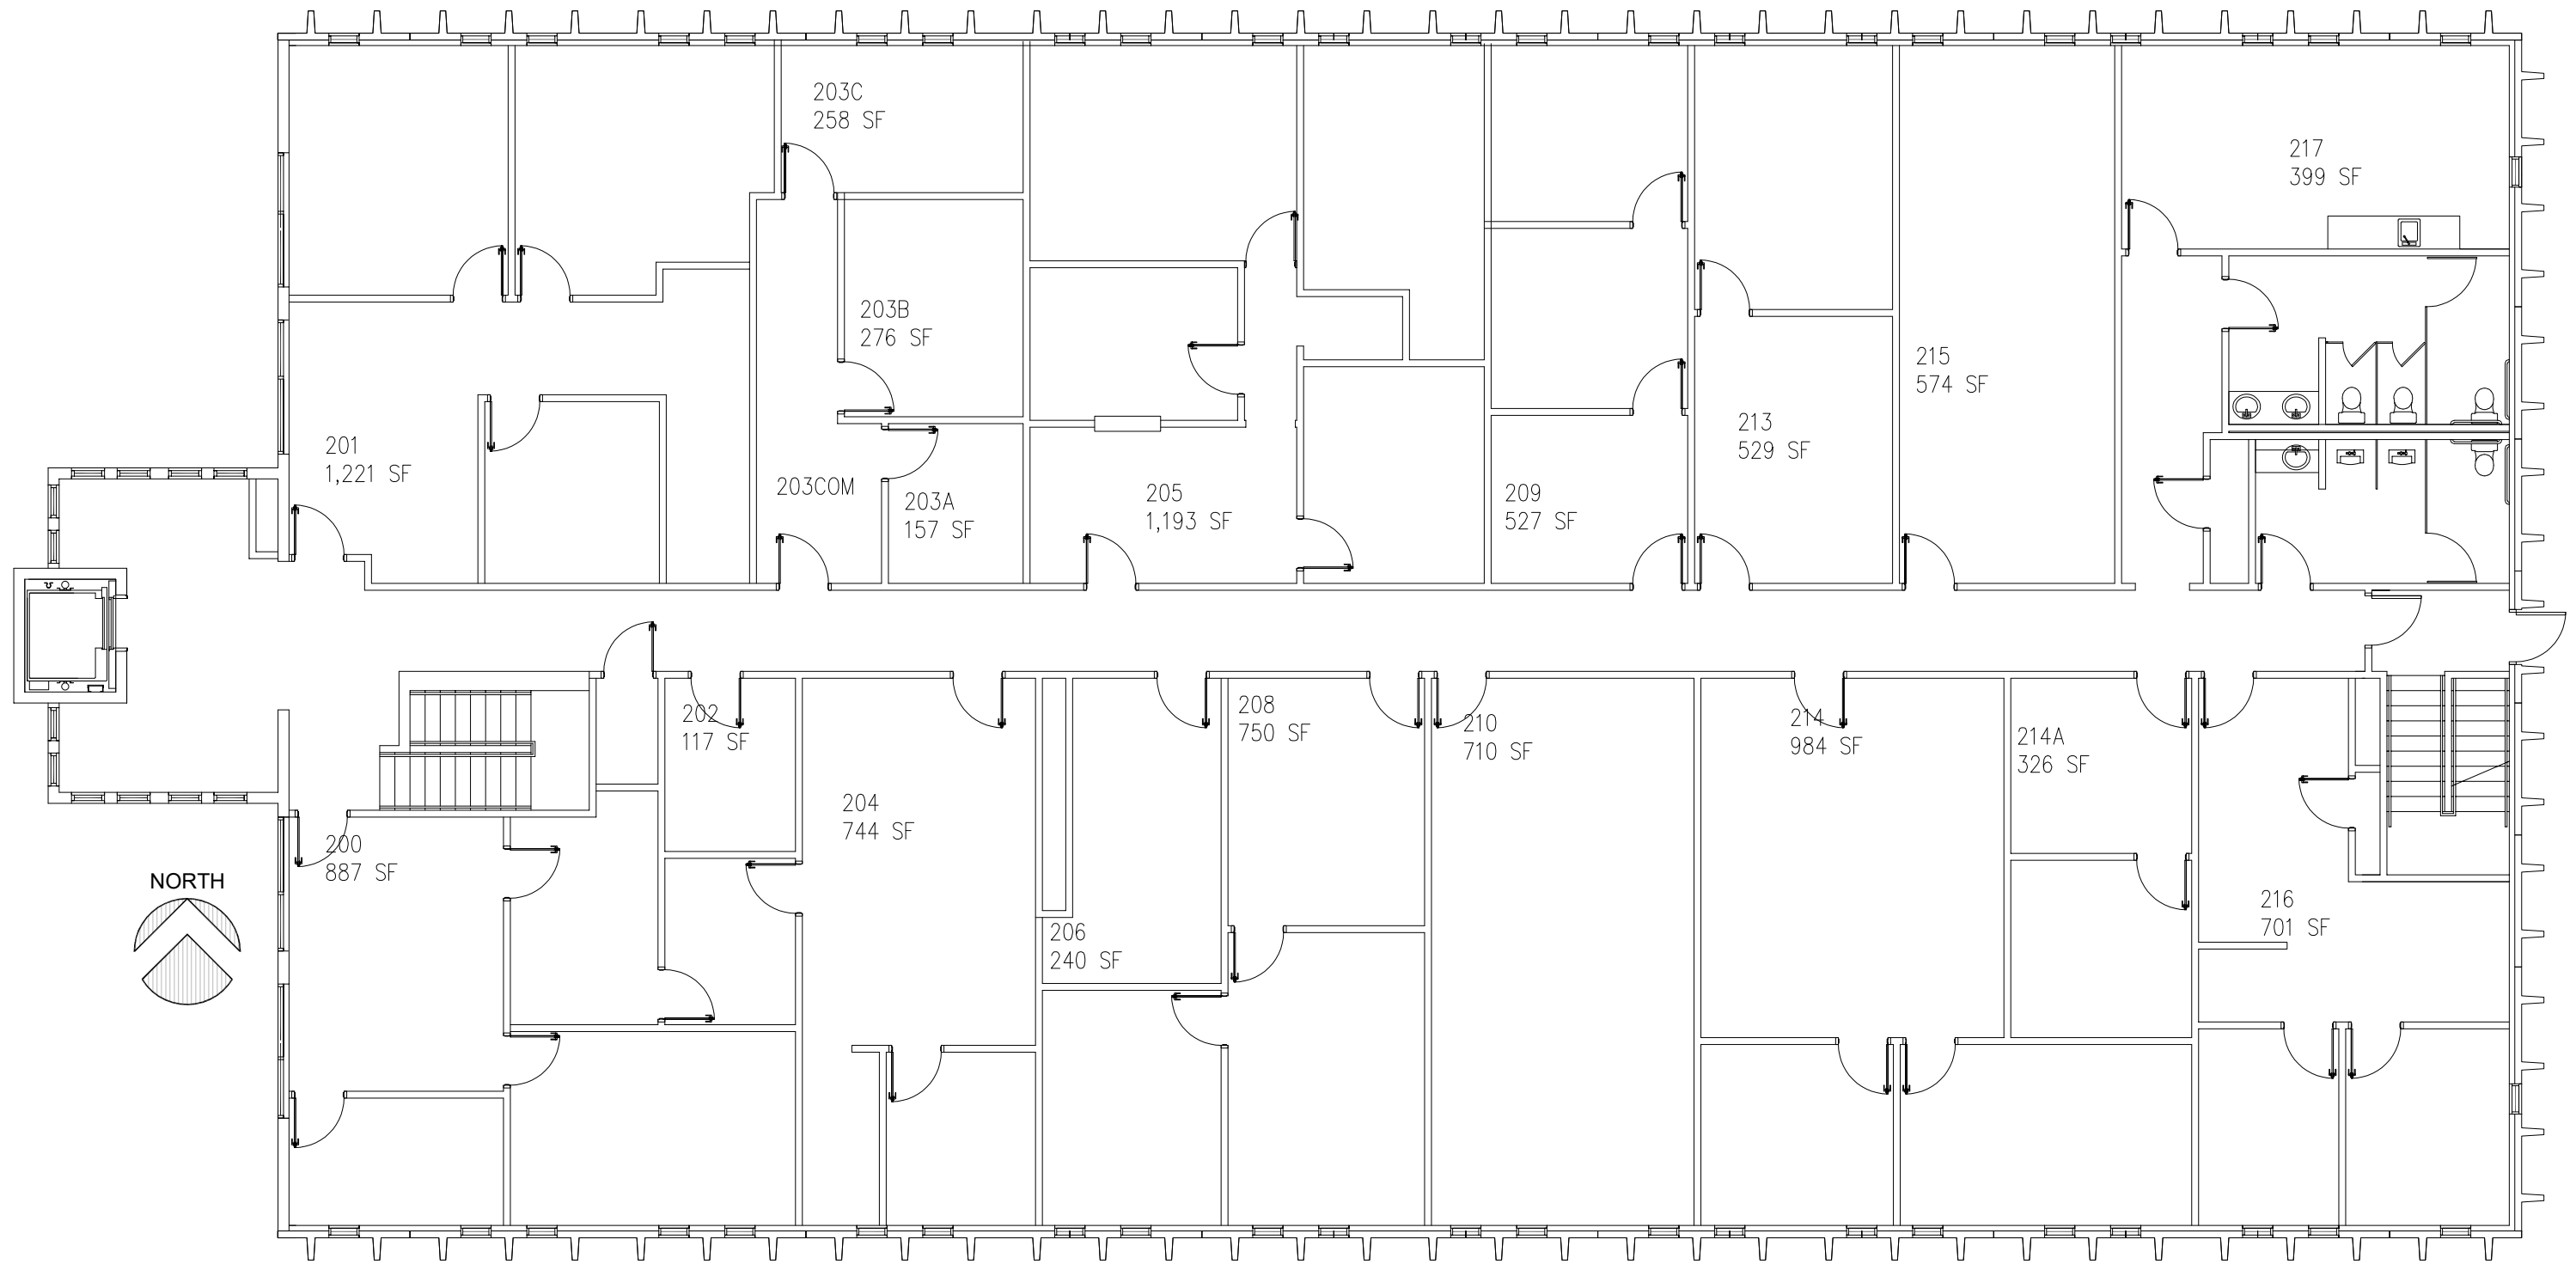 203C
258 SF
217
399 SF
203B
276 SF
215
574 SF
213
529 SF
201
1,221 SF
203COM
203A
157 SF
205
1,193 SF
209
527 SF
202
117 SF
208
750 SF
210
710 SF
214
984 SF
214A
326 SF
204
744 SF
200
887 SF
NORTH
206
240 SF
216
701 SF